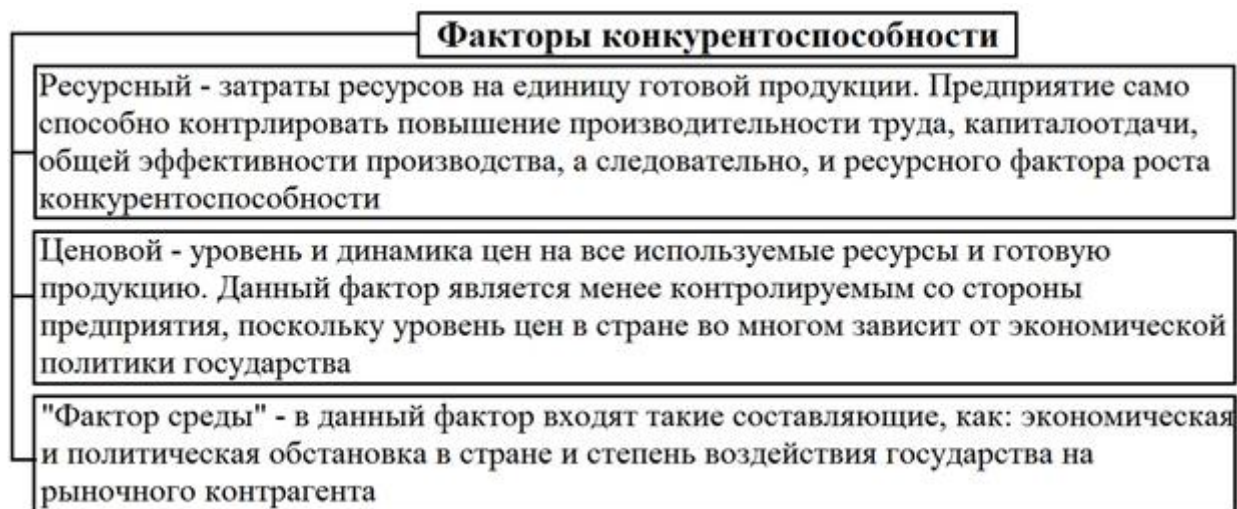 Факторы конкурентоспособности
Ресурсный - затраты ресурсов на единицу готовой продукции. Предприятие само
способно контрлировать повышение производительности труда, капиталоотдачи,
общей эффективности производства, а следовательно, и ресурсного фактора роста
конкурентоспособности
Ценовой - уровень и динамика цен на все используемые ресурсы и готовую
продукцию. Данный фактор является менее контролируемым со стороны
предприятия, поскольку уровень цен в стране во многом зависит от экономической
политики государства
"Фактор среды" - в данный фактор входят такие составляющие, как: экономическая
и политическая обстановка в стране и степень воздействия государства на
рыночного контрагента